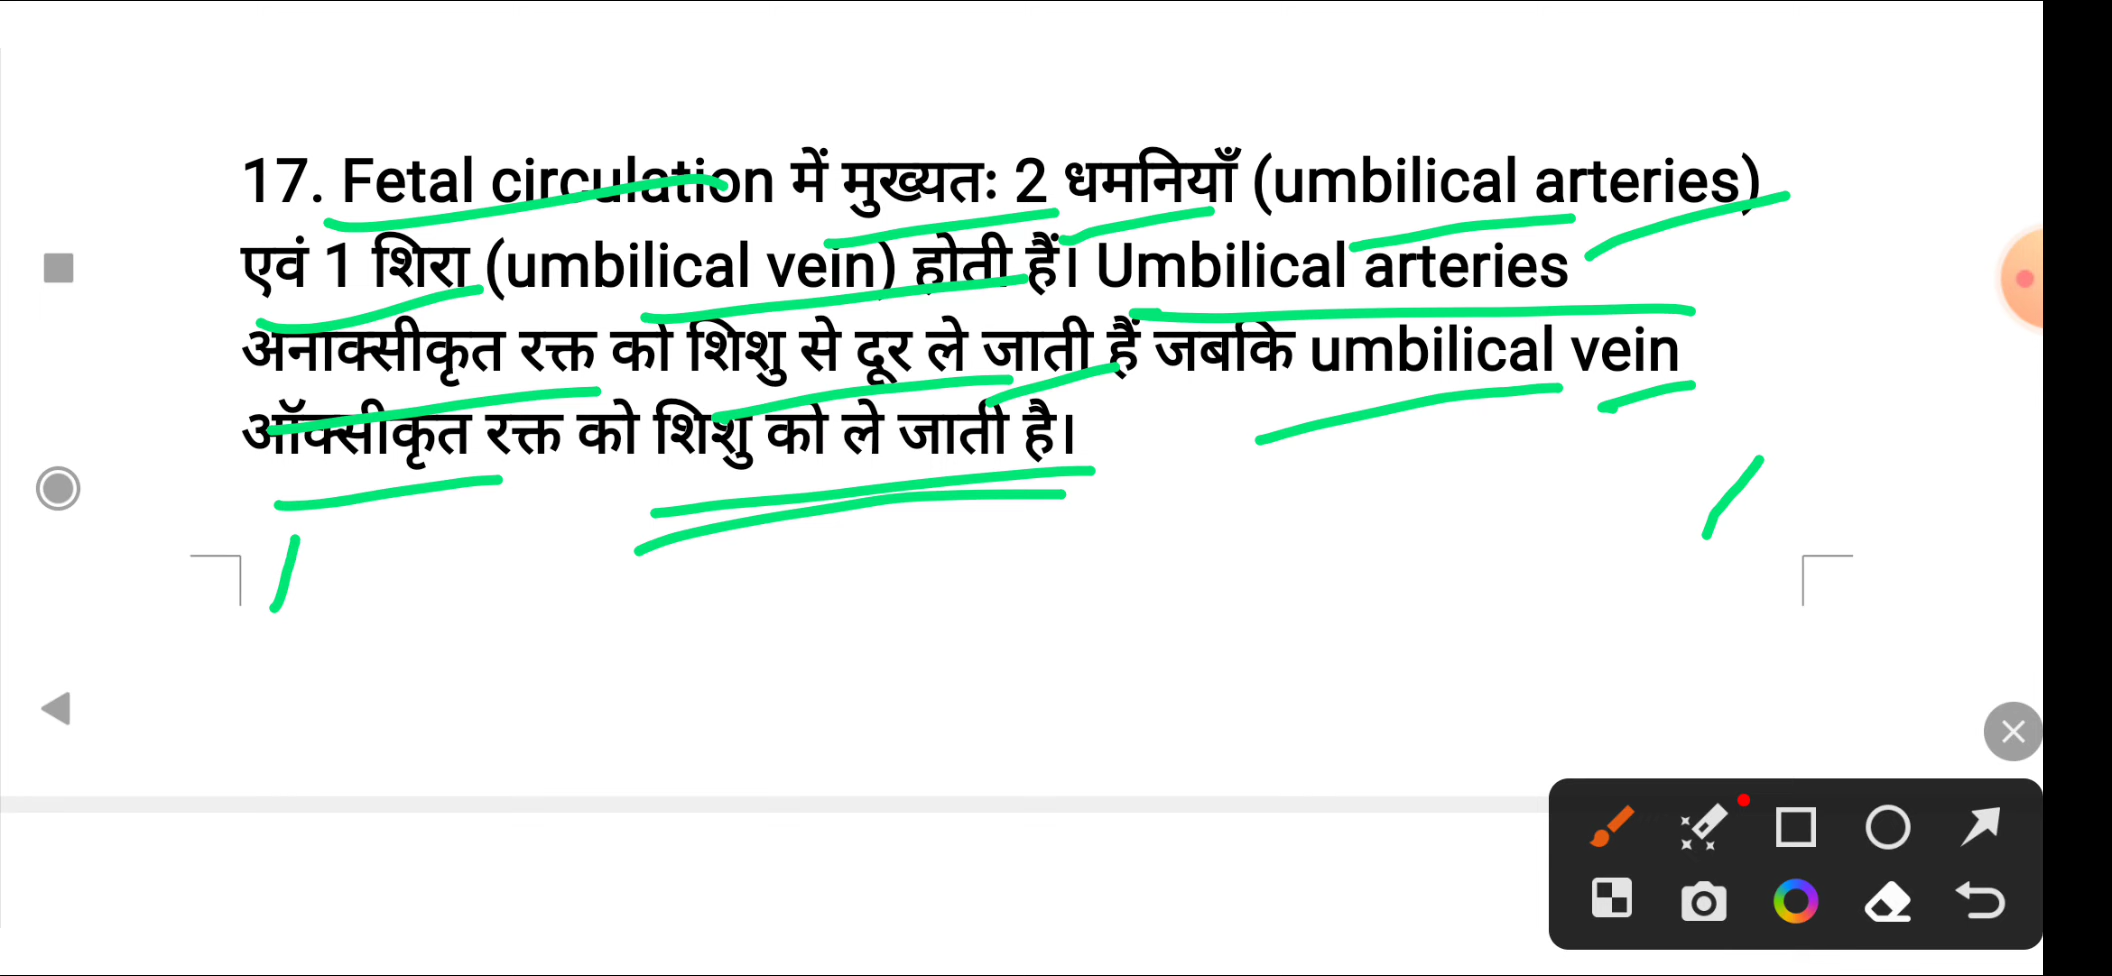 17. Fetal circulation में मुख्यतः 2 धमनियाँ (umbilical arteries)
एवं 1 शिरा (umbilical vein) होती हैं। Umbilical arteries
अनाक्सीकृत रक्त को शिशु से दूर ले जाती हैं जबकि umbilical vein
ऑक्सीकृत रक्त को शिशु को ले जाती है।